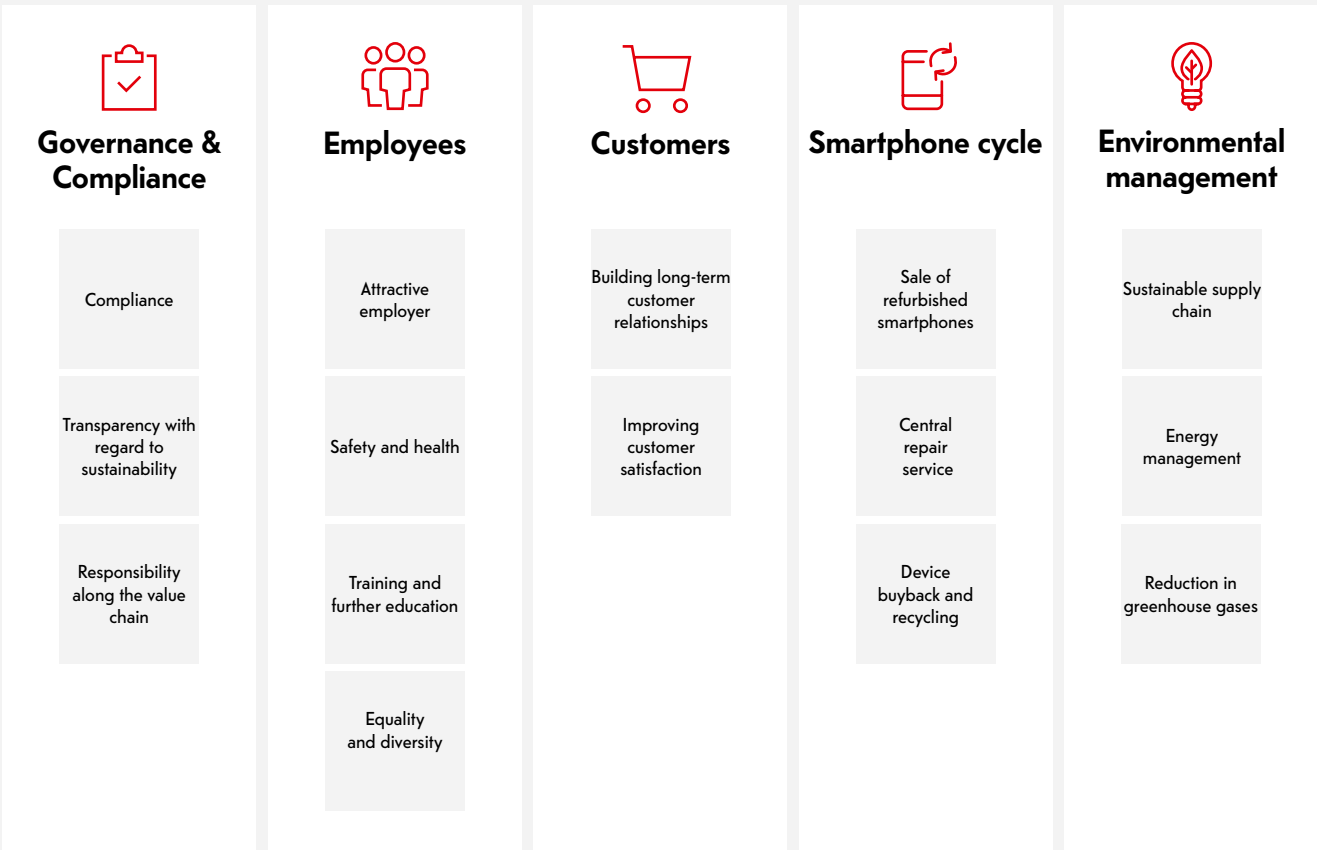 Governance &
Compliance
Compliance
Transparency with
regard to
sustainability
Responsibility
along the value
chain
Employees
Attractive
employer
Safety and health
Training and
further education
Equality
and diversity
Customers
Building long-term
customer
relationships
Improving
customer
satisfaction
Smartphone cycle
Sale of
refurbished
smartphones
Central
repair
service
Device
buyback and
recycling
Environmental
management
Sustainable supply
chain
Energy
management
Reduction in
greenhouse gases